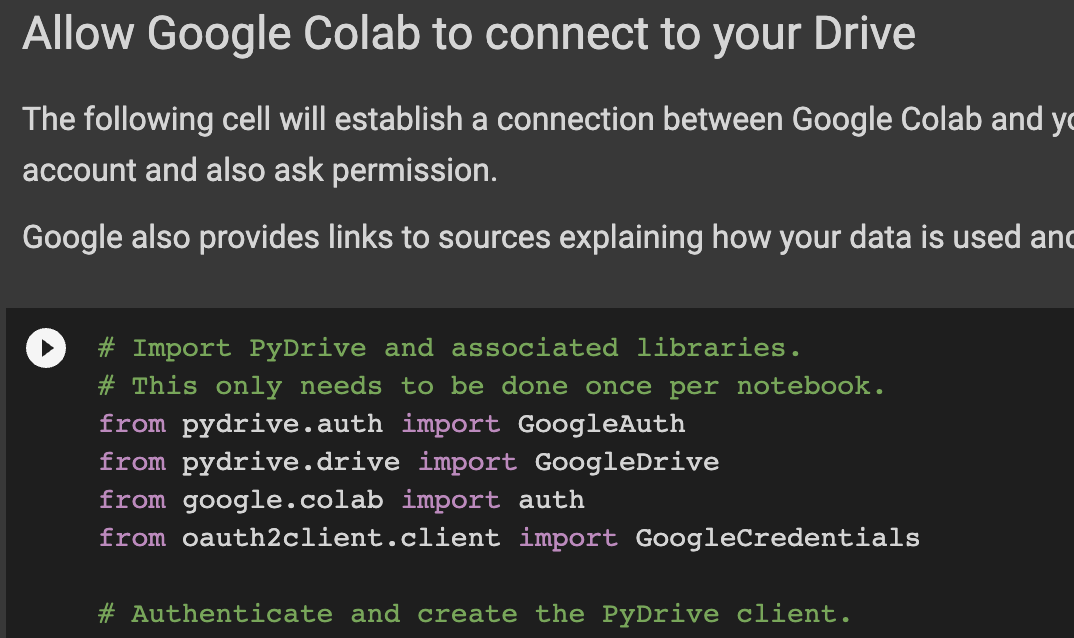 Allow Google Colab to connect to your Drive
The following cell will establish a connection between Google Colab and
account and also ask permission.
Google also provides links to sources explaining how your data is used and
# Import PyDrive and associated libraries.
# This only needs to be done once per notebook.
from pydrive.auth import GoogleAuth
from pydrive.drive import GoogleDrive
from google.colab import auth
from oauth2client.client import GoogleCredentials
# Authenticate and create the PyDrive client.